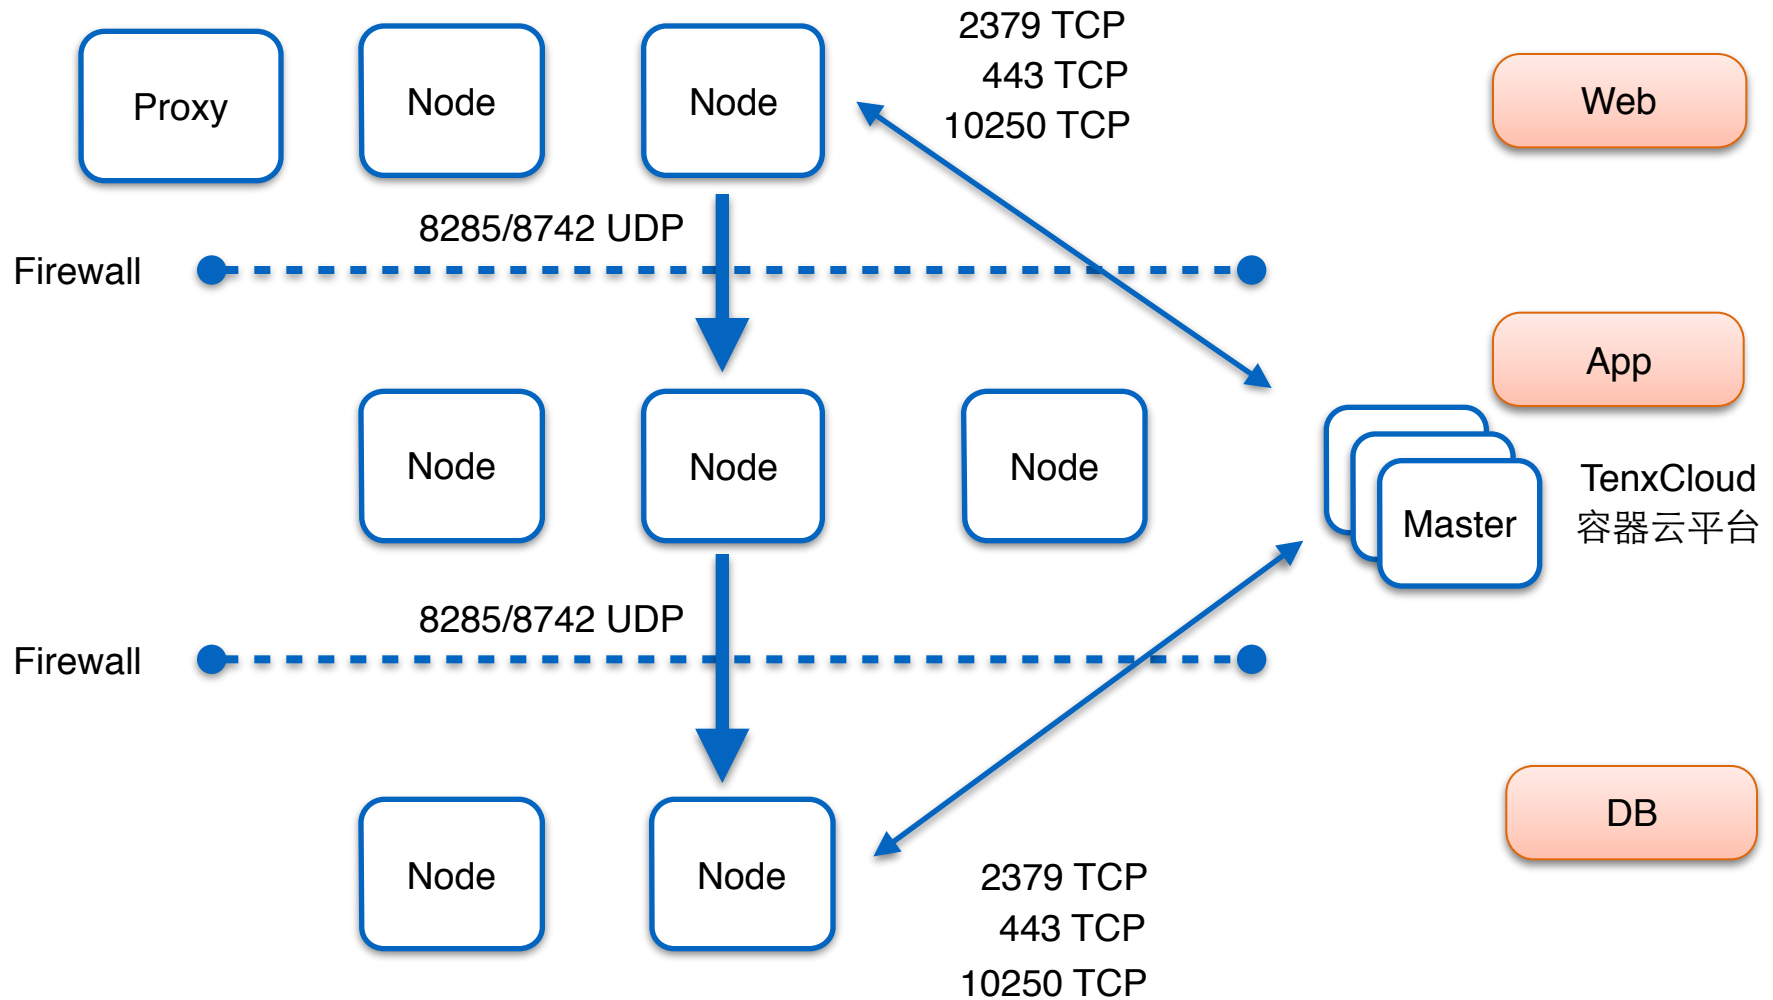 2379 TCP
443 TCP
10250 TCP
Proxy
Node
Node
Web
8285/8742 UDP
Firewall
App
Node
Node
Node
Master
TenxCloud
容器云平台
8285/8742 UDP
Firewall
DB
Node
Node
2379 TCP
443 TCP
10250 TCP